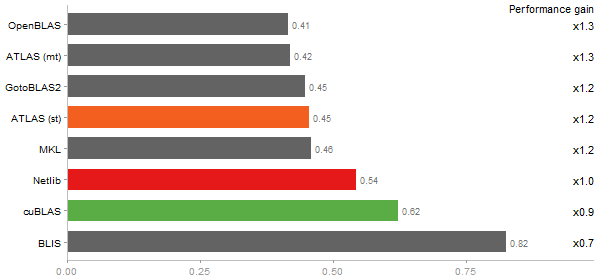 Performance gain
OpenBLAS 0.41 x1.3
ATLAS (mt) 0.42 x1.3
GotoBLAS2 0.45 x1.2
ATLAS (st) 0.45 x1.2
MKL 0.46 x1.2
Netlib 0.54 x1.0
cuBLAS 0.62 x0.9
BLIS 0.82 x0.7
0.00 0.25 0.50 0.75